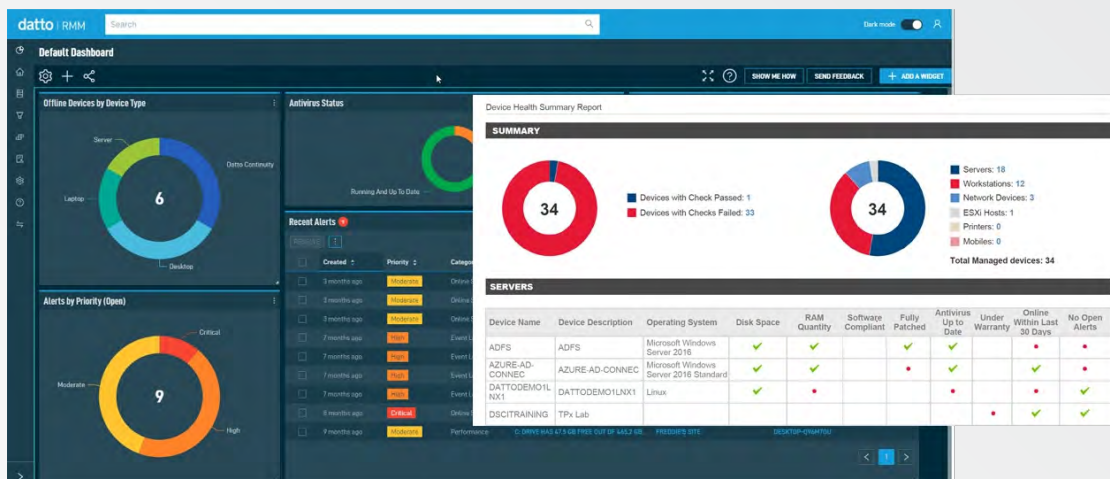 datto | RMM
Search
Dark mode
Default Dashboard
SHOW ME HOW
SEND FEEDBACK
+ ADD A WIDGET
Offline Devices by Device Type
Server
Datto Continuity
Laptop
6
Desktop
Antivirus Status
Running And Up To Date
Recent Alerts
Created
Priority
3 months ago Moderate
3 months ago Moderate
3 months ago Moderate
7 months ago High
7 months ago High
7 months ago High
7 months ago High
8 months ago Critical
9 months ago Moderate Performance
1
Alerts by Priority (Open)
Critical
Moderate
9
High
Device Health Summary Report
SUMMARY
34
Devices with Check Passed: 1
Devices with Checks Failed: 33
34
Servers: 18
Workstations: 12
Network Devices: 3
ESXi Hosts: 1
Printers: 0
Mobiles: 0
Total Managed devices: 34
SERVERS
Device Name Device Description Operating System Disk Space RAM Quantity Software Compliant Fully Patched Antivirus Up to Date Under Warranty Online Within Last 30 Days No Open Alerts
ADFS ADFS Microsoft Windows Server 2016
AZURE-AD-CONNEC AZURE-AD-CONNEC Microsoft Windows Server 2016 Standard
DATTODEMO1LNX1 DATTODEMO1LNX1 Linux
DSCITRAINING TPx Lab